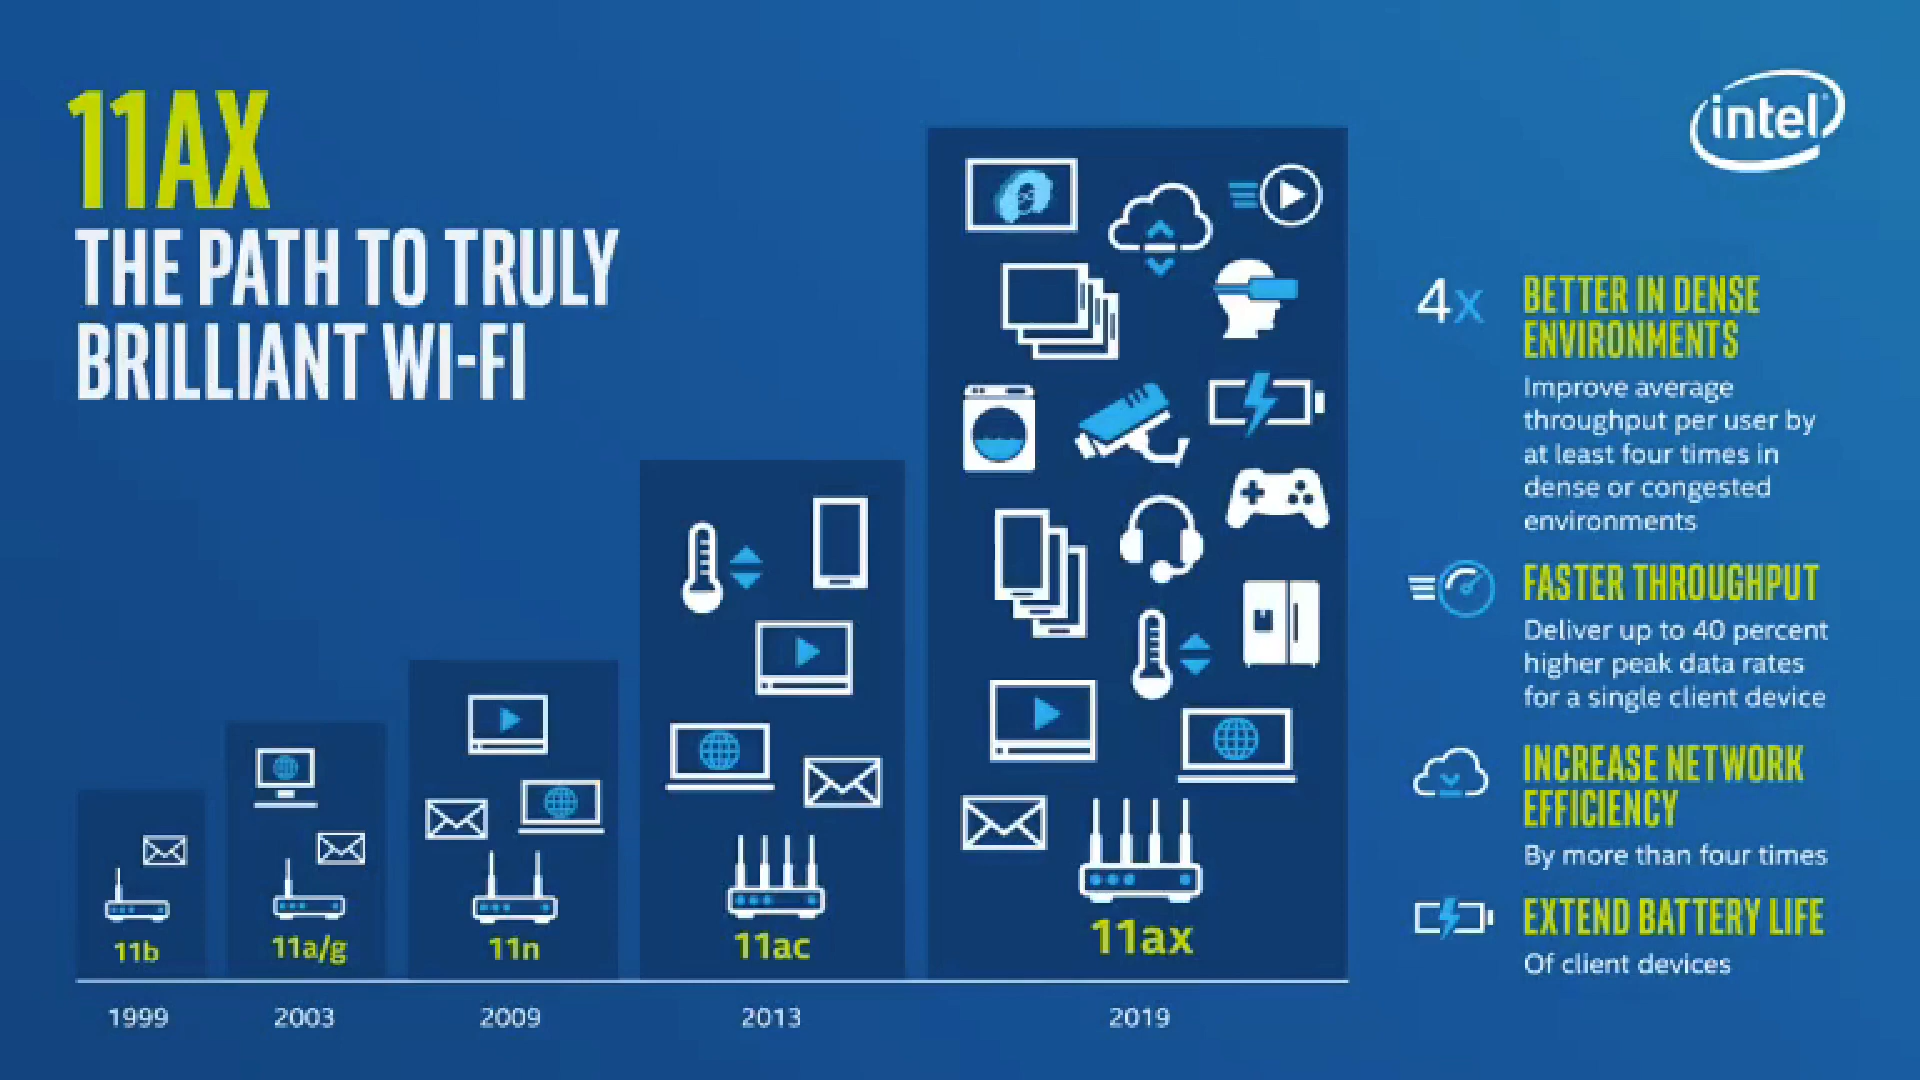 11AX
THE PATH TO TRULY
BRILLIANT WI-FI
intel
4x
BETTER IN DENSE
ENVIRONMENTS
Improve average
throughput per user by
at least four times in
dense or congested
environments
FASTER THROUGHPUT
Deliver up to 40 percent
higher peak data rates
for a single client device
INCREASE NETWORK
EFFICIENCY
By more than four times
EXTEND BATTERY LIFE
Of client devices
11b
11a/g
11n
11ac
11ax
1999
2003
2009
2013
2019